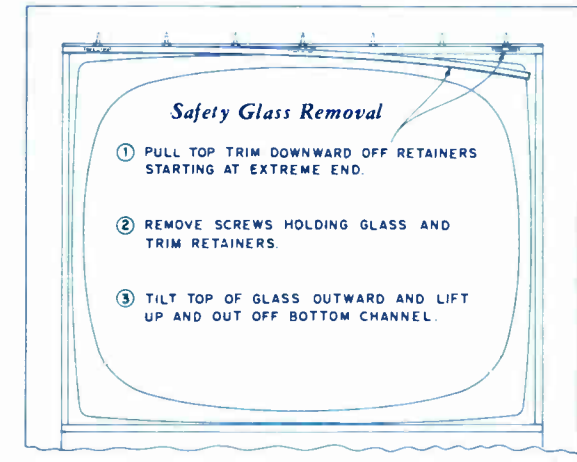 Safety Glass Removal
① PULL TOP TRIM DOWNWARD OFF RETAINERS
STARTING AT EXTREME END.
② REMOVE SCREWS HOLDING GLASS AND
TRIM RETAINERS.
③ TILT TOP OF GLASS OUTWARD AND LIFT
UP AND OUT OFF BOTTOM CHANNEL.